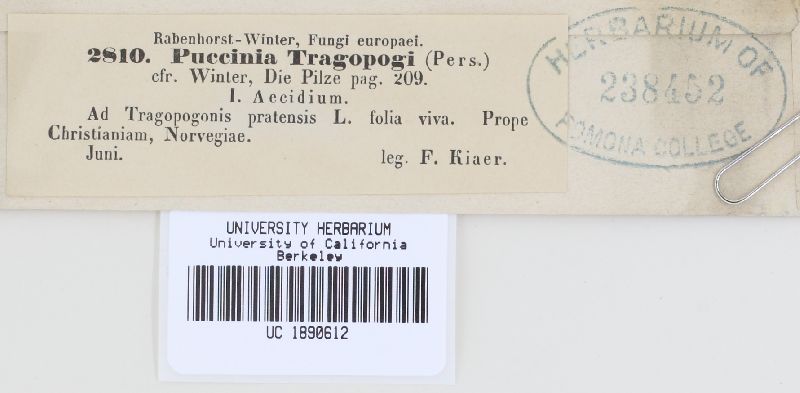 Rabenhorst-Winter, Fungi europaei.
2810. Puccinia Tragopogi (Pers.)
cfr. Winter, Die Pilze pag. 209.
I. Aecidium.
Ad Tragopogonis pratensis L. folia viva. Prope
Christianiam, Norvegiae.
Juni. leg. F. Kiaer.
HERBARIUM OF
238452
POMONA COLLEGE
UNIVERSITY HERBARIUM
University of California
Berkeley
UC 1890612